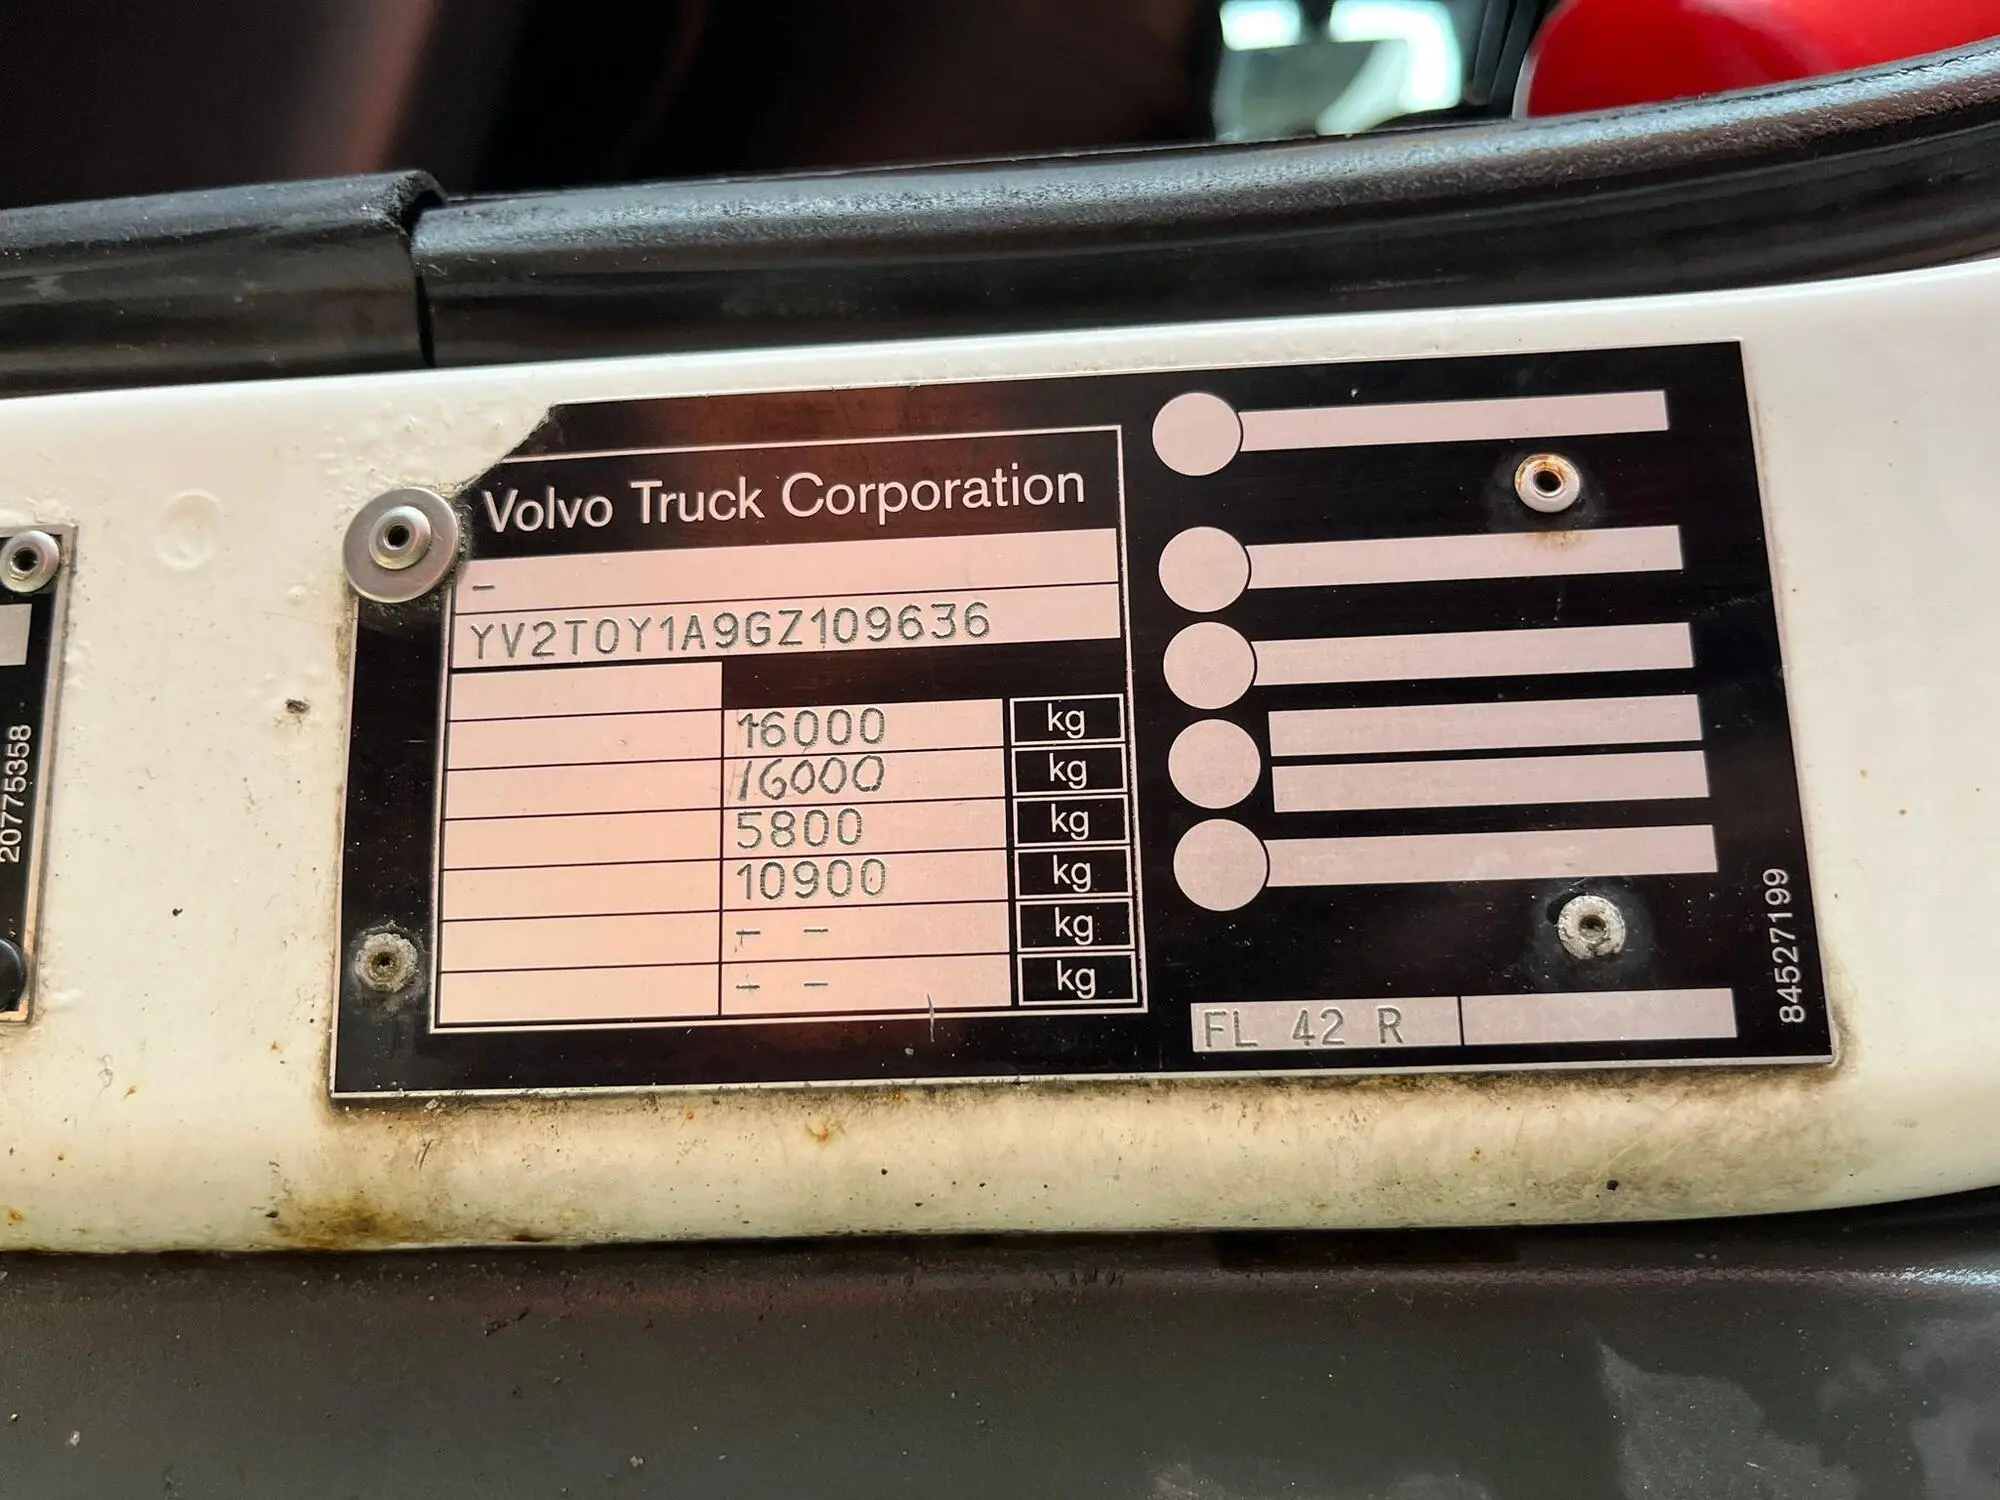 Volvo Truck Corporation
-
YV2T0Y1A9GZ109636
16000 kg
16000 kg
5800 kg
10900 kg
- - kg
- - kg
FL 42 R
84527199
20775358